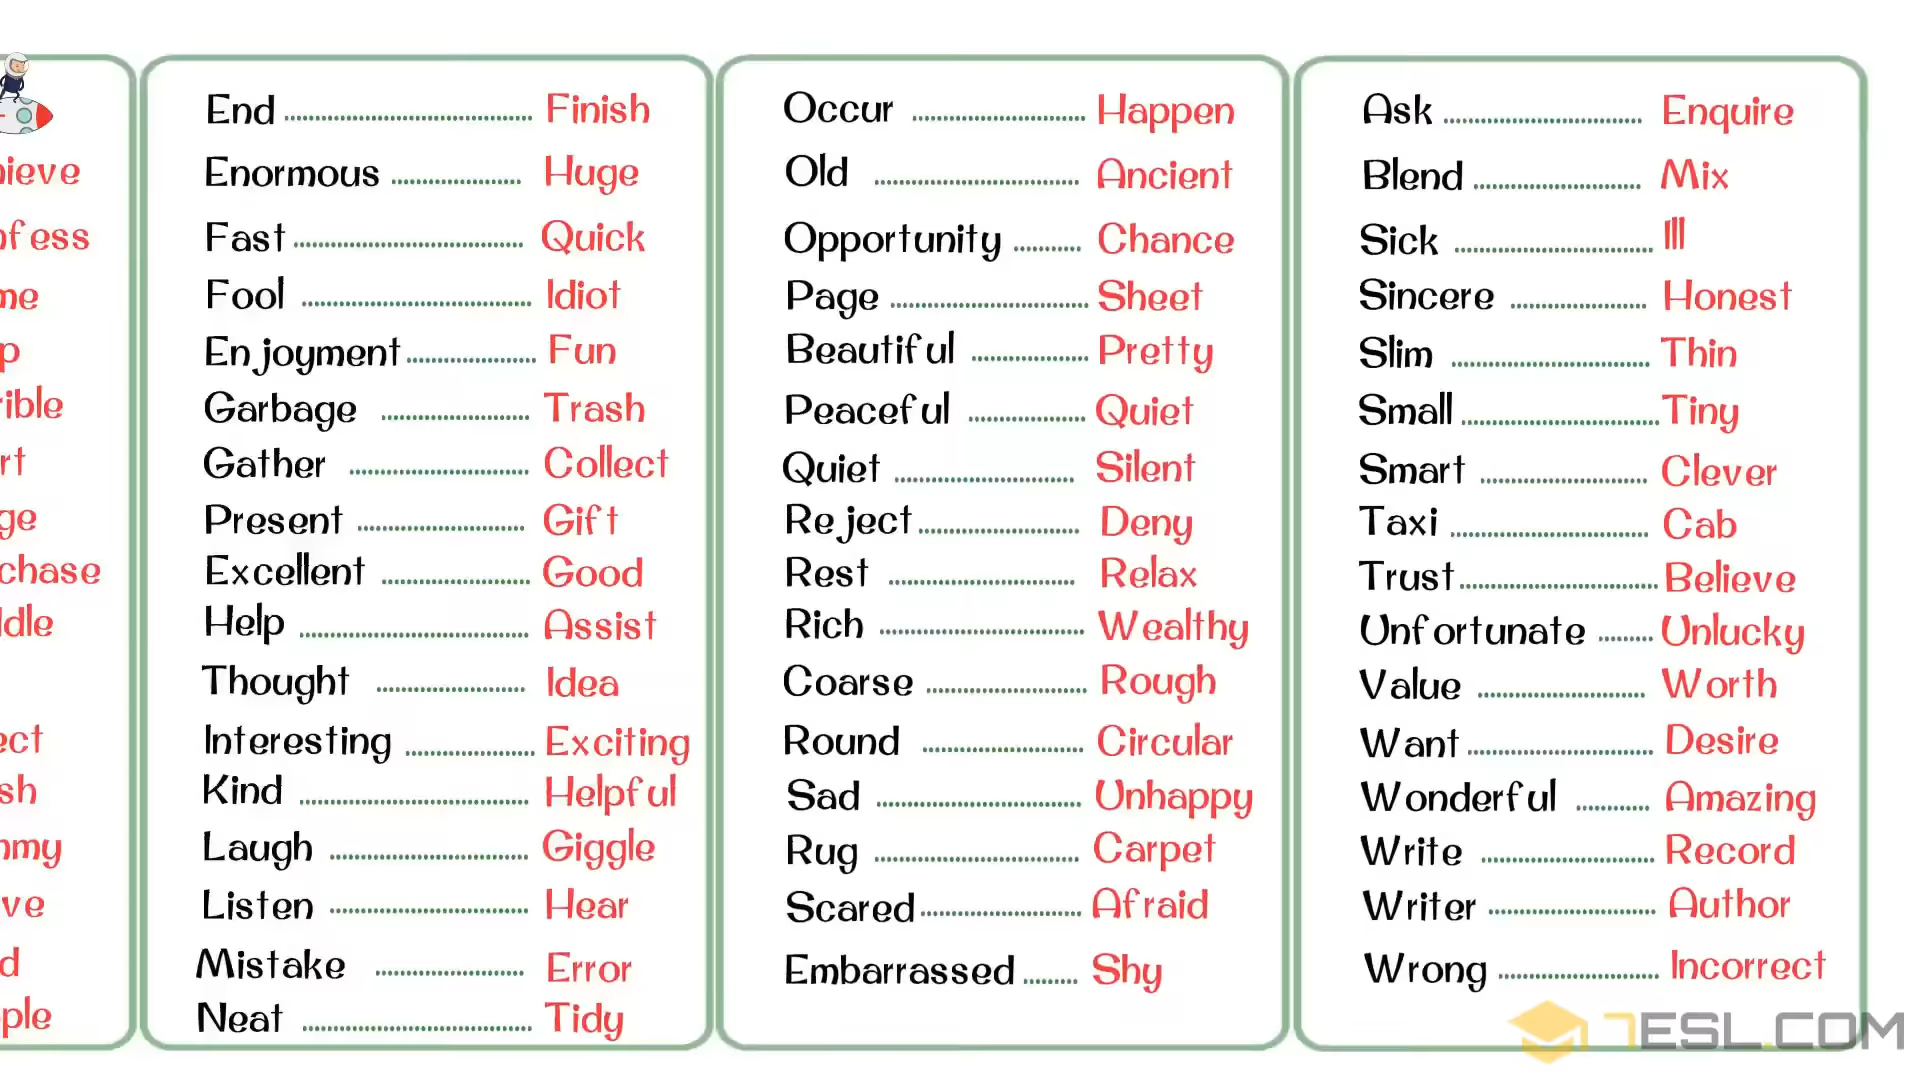 End ........ Finish
Enormous ........ Huge
Fast ........ Quick
Fool ........ Idiot
Enjoyment ........ Fun
Garbage ........ Trash
Gather ........ Collect
Present ........ Gift
Excellent ........ Good
Help ........ Assist
Thought ........ Idea
Interesting ........ Exciting
Kind ........ Helpful
Laugh ........ Giggle
Listen ........ Hear
Mistake ........ Error
Neat ........ Tidy
Occur ........ Happen
Old ........ Ancient
Opportunity ........ Chance
Page ........ Sheet
Beautiful ........ Pretty
Peaceful ........ Quiet
Quiet ........ Silent
Reject ........ Deny
Rest ........ Relax
Rich ........ Wealthy
Coarse ........ Rough
Round ........ Circular
Sad ........ Unhappy
Rug ........ Carpet
Scared ........ Afraid
Embarrassed ........ Shy
Ask ........ Enquire
Blend ........ Mix
Sick ........ Ill
Sincere ........ Honest
Slim ........ Thin
Small ........ Tiny
Smart ........ Clever
Taxi ........ Cab
Trust ........ Believe
Unfortunate ........ Unlucky
Value ........ Worth
Want ........ Desire
Wonderful ........ Amazing
Write ........ Record
Writer ........ Author
Wrong ........ Incorrect
7ESL.COM